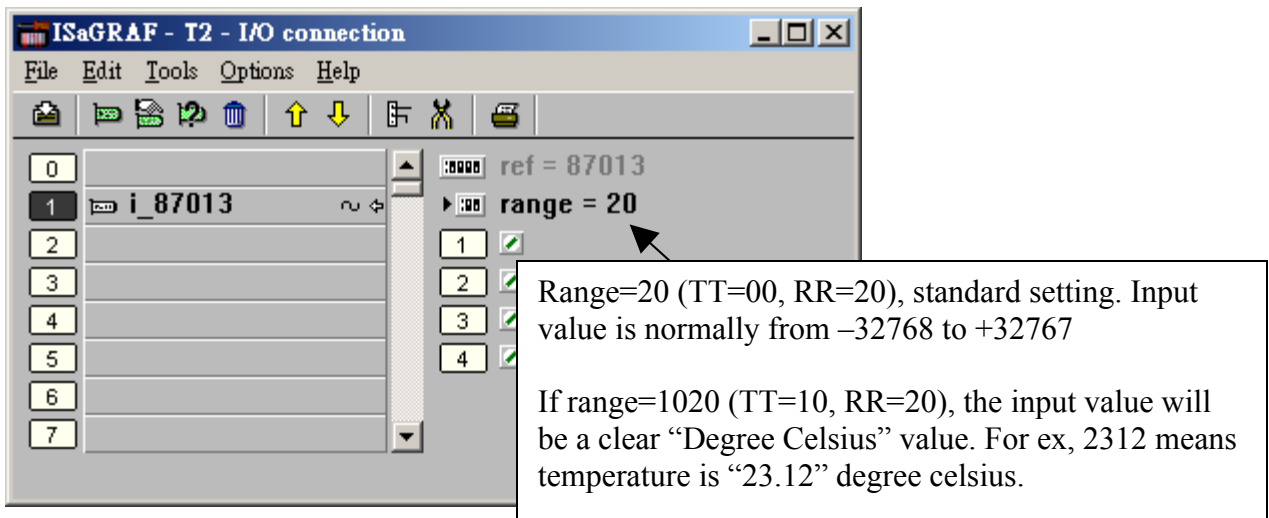 ISaGRAF - T2 - I/O connection
File Edit Tools Options Help
0
1 i_87013
2
3
4
5
6
7
ref = 87013
range = 20
1
2
3
4
Range=20 (TT=00, RR=20), standard setting. Input
value is normally from –32768 to +32767
If range=1020 (TT=10, RR=20), the input value will
be a clear “Degree Celsius” value. For ex, 2312 means
temperature is “23.12” degree celsius.